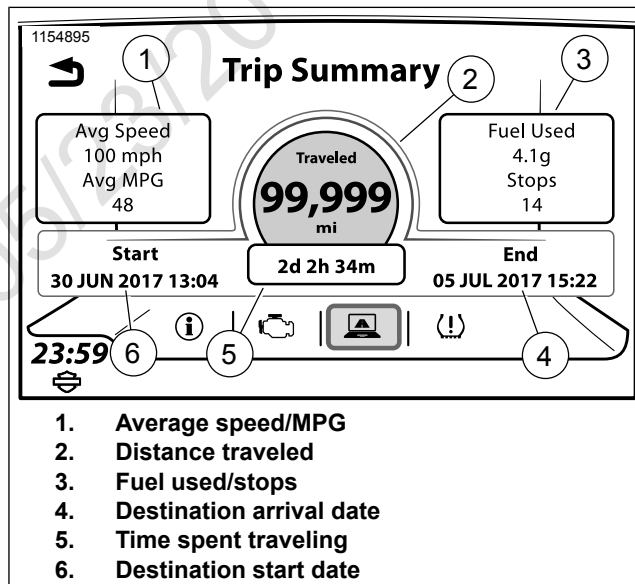 1154895
1
Trip Summary
2
3
Avg Speed
100 mph
Avg MPG
48
Traveled
99,999
mi
Fuel Used
4.1g
Stops
14
Start
30 JUN 2017 13:04
2d 2h 34m
End
05 JUL 2017 15:22
23:59
6
5
4
1. Average speed/MPG
2. Distance traveled
3. Fuel used/stops
4. Destination arrival date
5. Time spent traveling
6. Destination start date
05/23/20